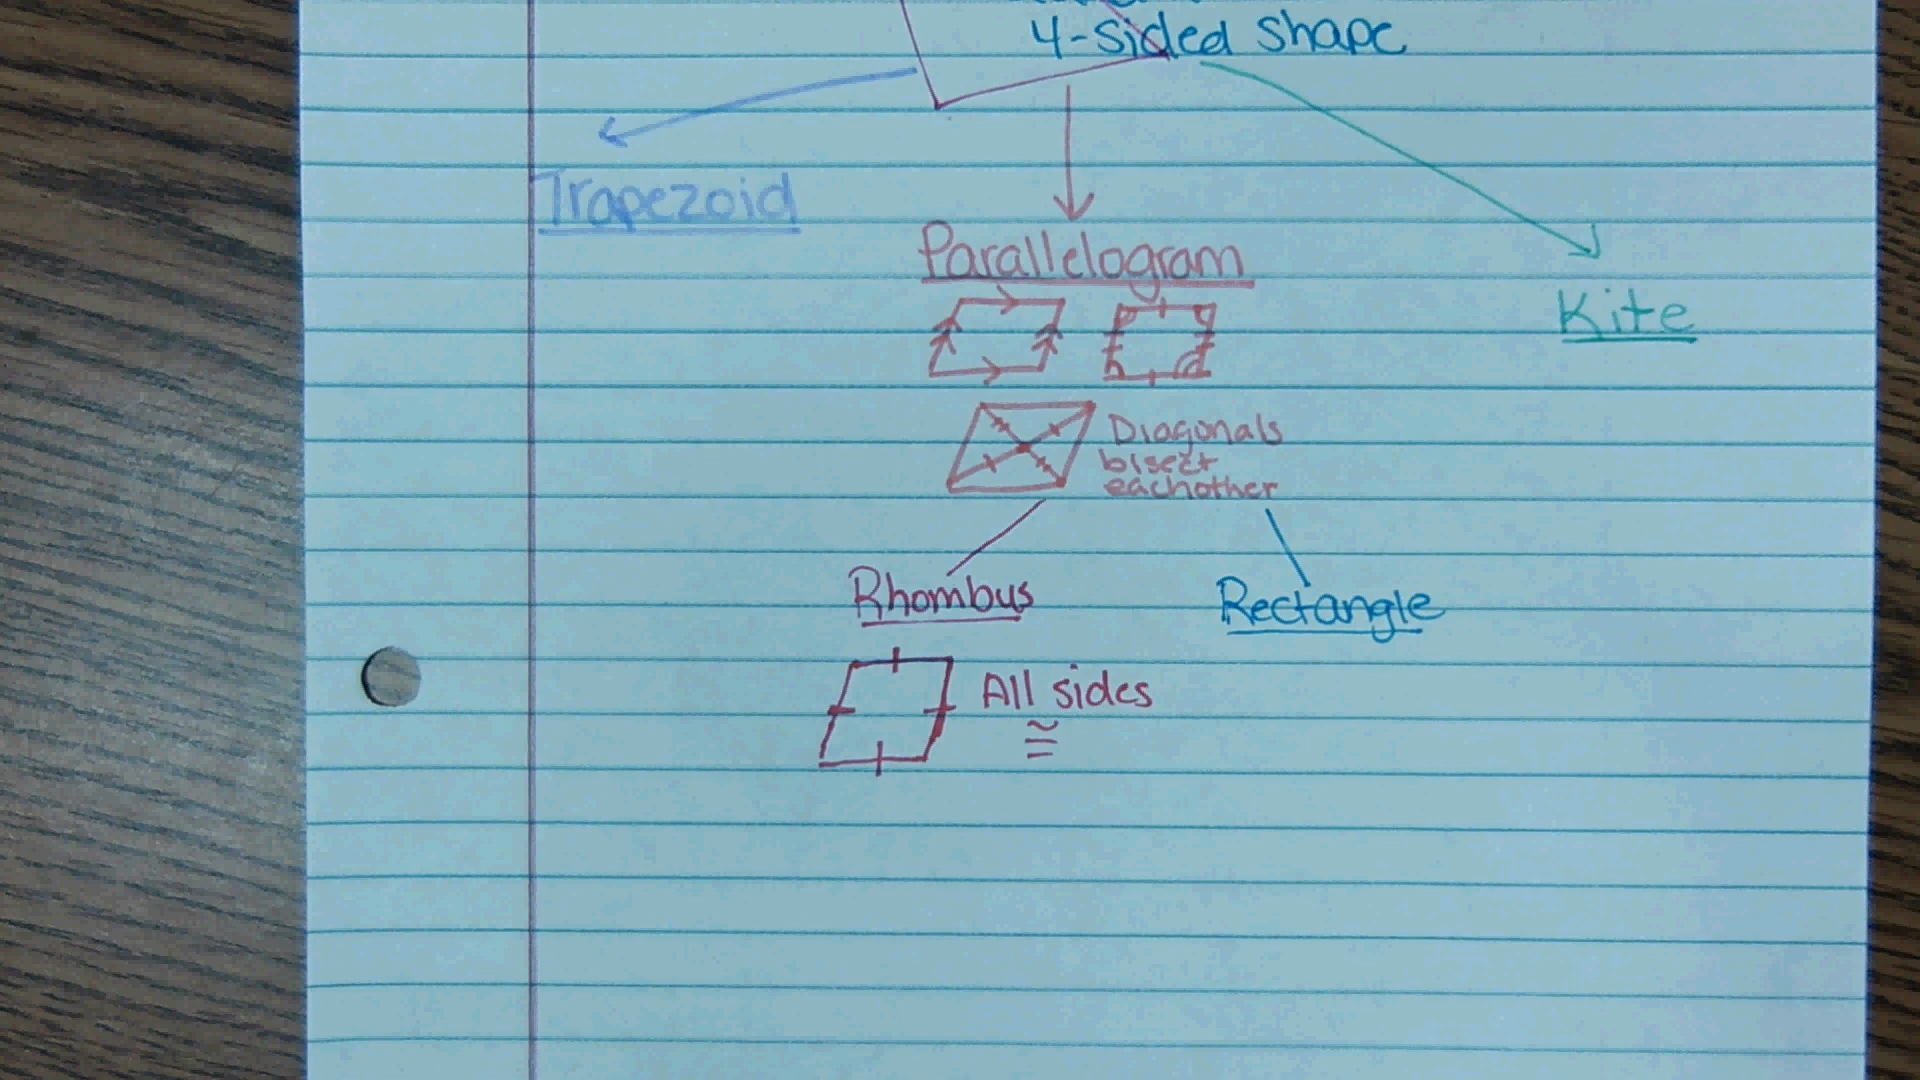 4-sided shape
Trapezoid
Parallelogram
Kite
Diagonals
bisect
eachother
Rhombus
Rectangle
All sides
≅